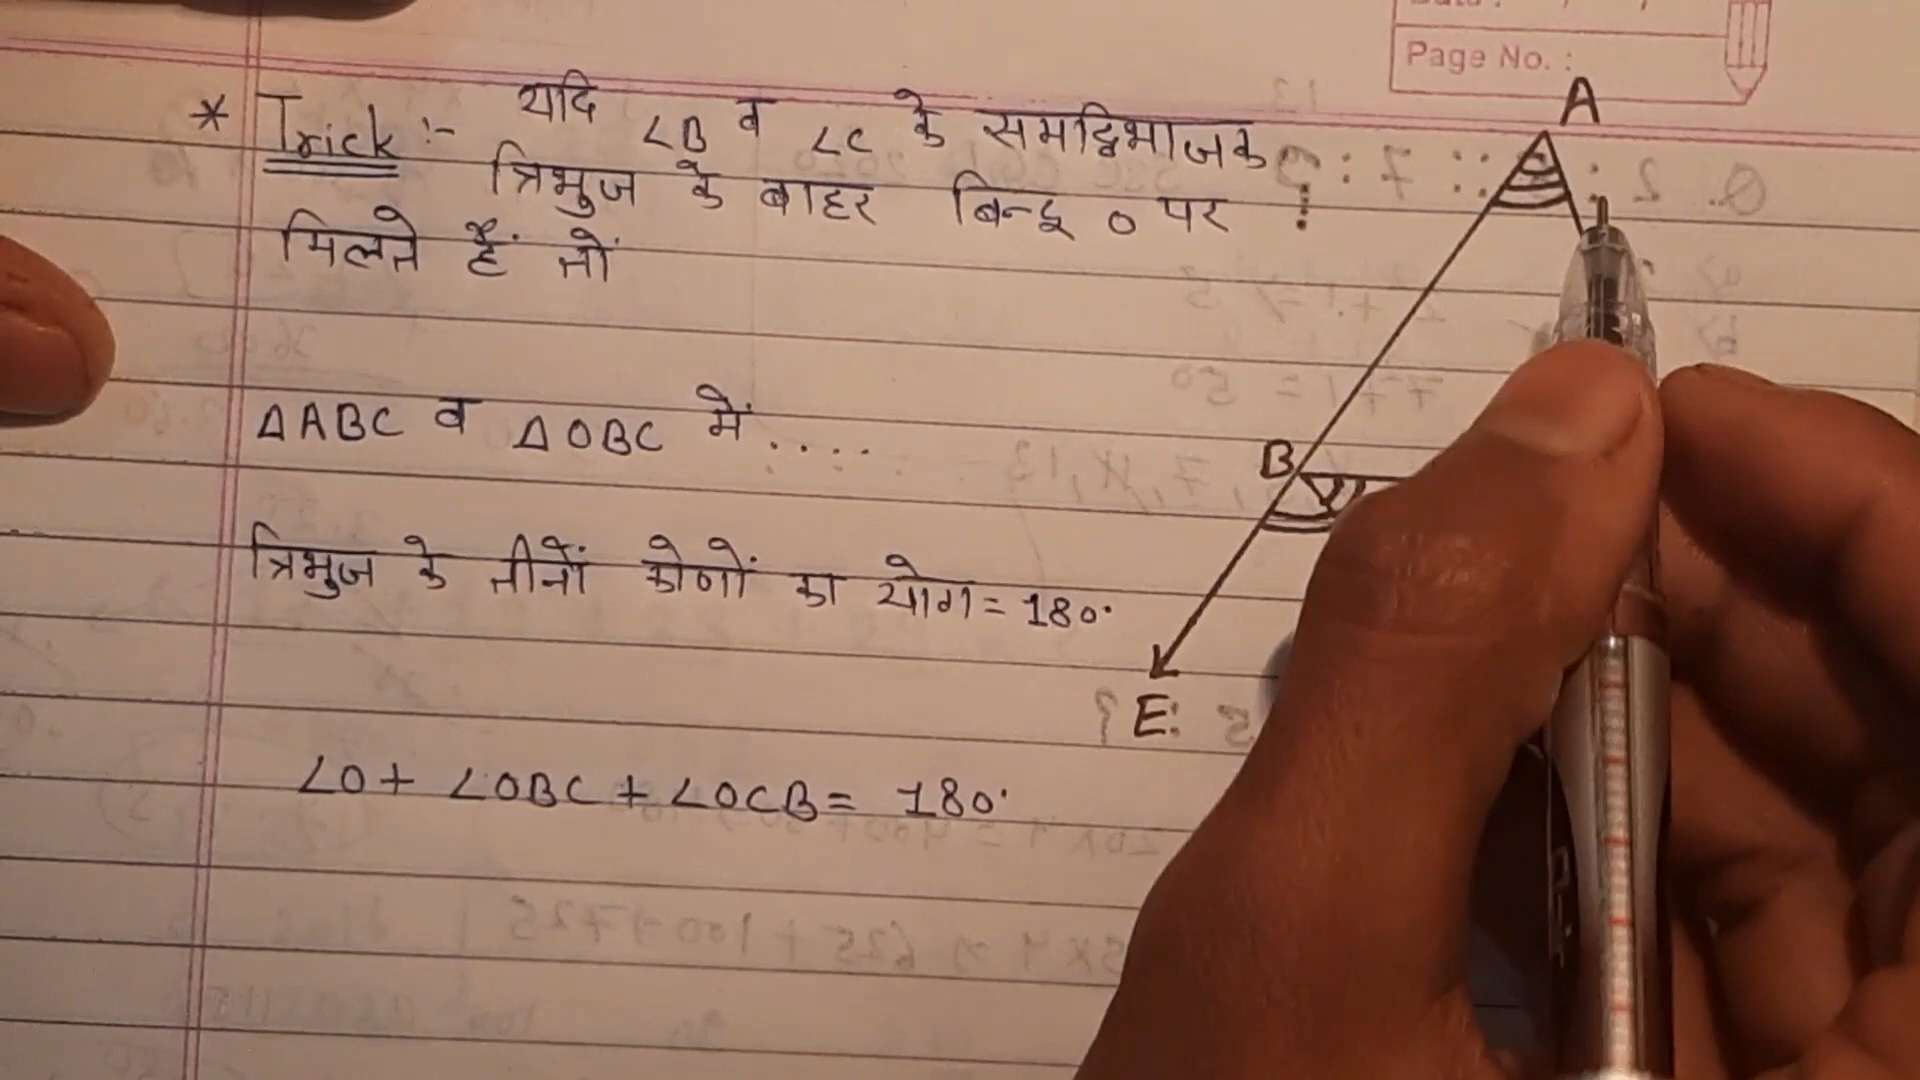 Page No. :
* Trick :- यदि ∠B व ∠C के समद्विभाजक
त्रिभुज के बाहर बिन्दू O पर
मिलते हैं तों
A
ΔABC व ΔOBC में.....
B
त्रिभुज के तीनों कोणों का योग = 180°
E
∠O + ∠OBC + ∠OCB = 180°